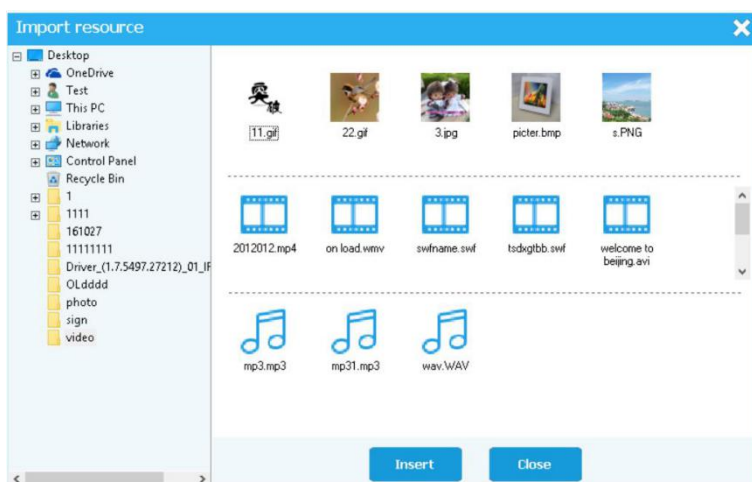 Import resource
Desktop
OneDrive
Test
This PC
Libraries
Network
Control Panel
Recycle Bin
1
1111
161027
11111111
Driver_(1.7.5497.27212)_01_IF
OLdddd
photo
sign
video
突破
11.gif
22.gif
3.jpg
picter.bmp
s.PNG
2012012.mp4
on load.wmv
swfname.swf
tsdxgtbb.swf
welcome to
beijing.avi
mp3.mp3
mp31.mp3
wav.WAV
Insert
Close